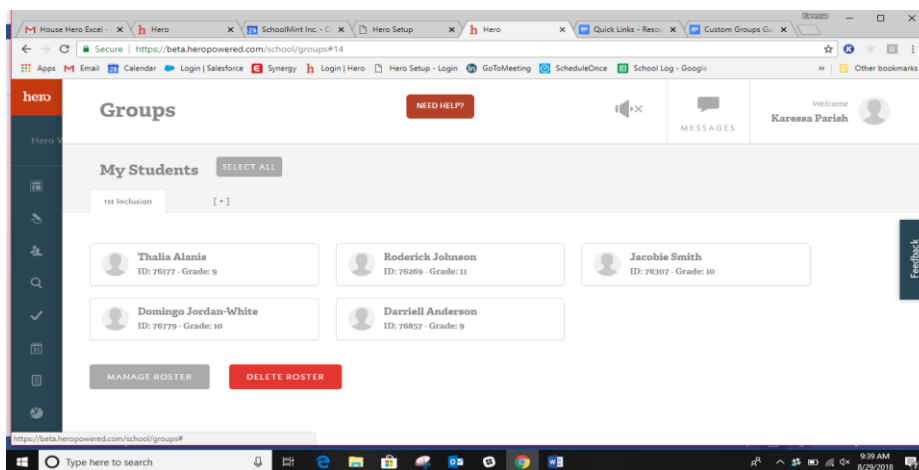 House Hero Excel -
Hero
SchoolMint Inc. - C
Hero Setup
Hero
Quick Links - Resou
Custom Groups Gu
Secure | https://beta.heropowered.com/school/groups#14
Apps
Email
Calendar
Login | Salesforce
Synergy
Login | Hero
Hero Setup - Login
GoToMeeting
ScheduleOnce
School Log - Google
Other bookmarks
hero
Groups
NEED HELP?
MESSAGES
Welcome
Karessa Parish
My Students
SELECT ALL
1st Inclusion
[+]
Thalia Alanis
ID: 76177 - Grade: 9
Roderick Johnson
ID: 76269 - Grade: 11
Jacobie Smith
ID: 76307 - Grade: 10
Domingo Jordan-White
ID: 76779 - Grade: 10
Darriell Anderson
ID: 76857 - Grade: 9
Feedback
MANAGE ROSTER
DELETE ROSTER
https://beta.heropowered.com/school/groups#
Type here to search
9:39 AM
8/29/2018